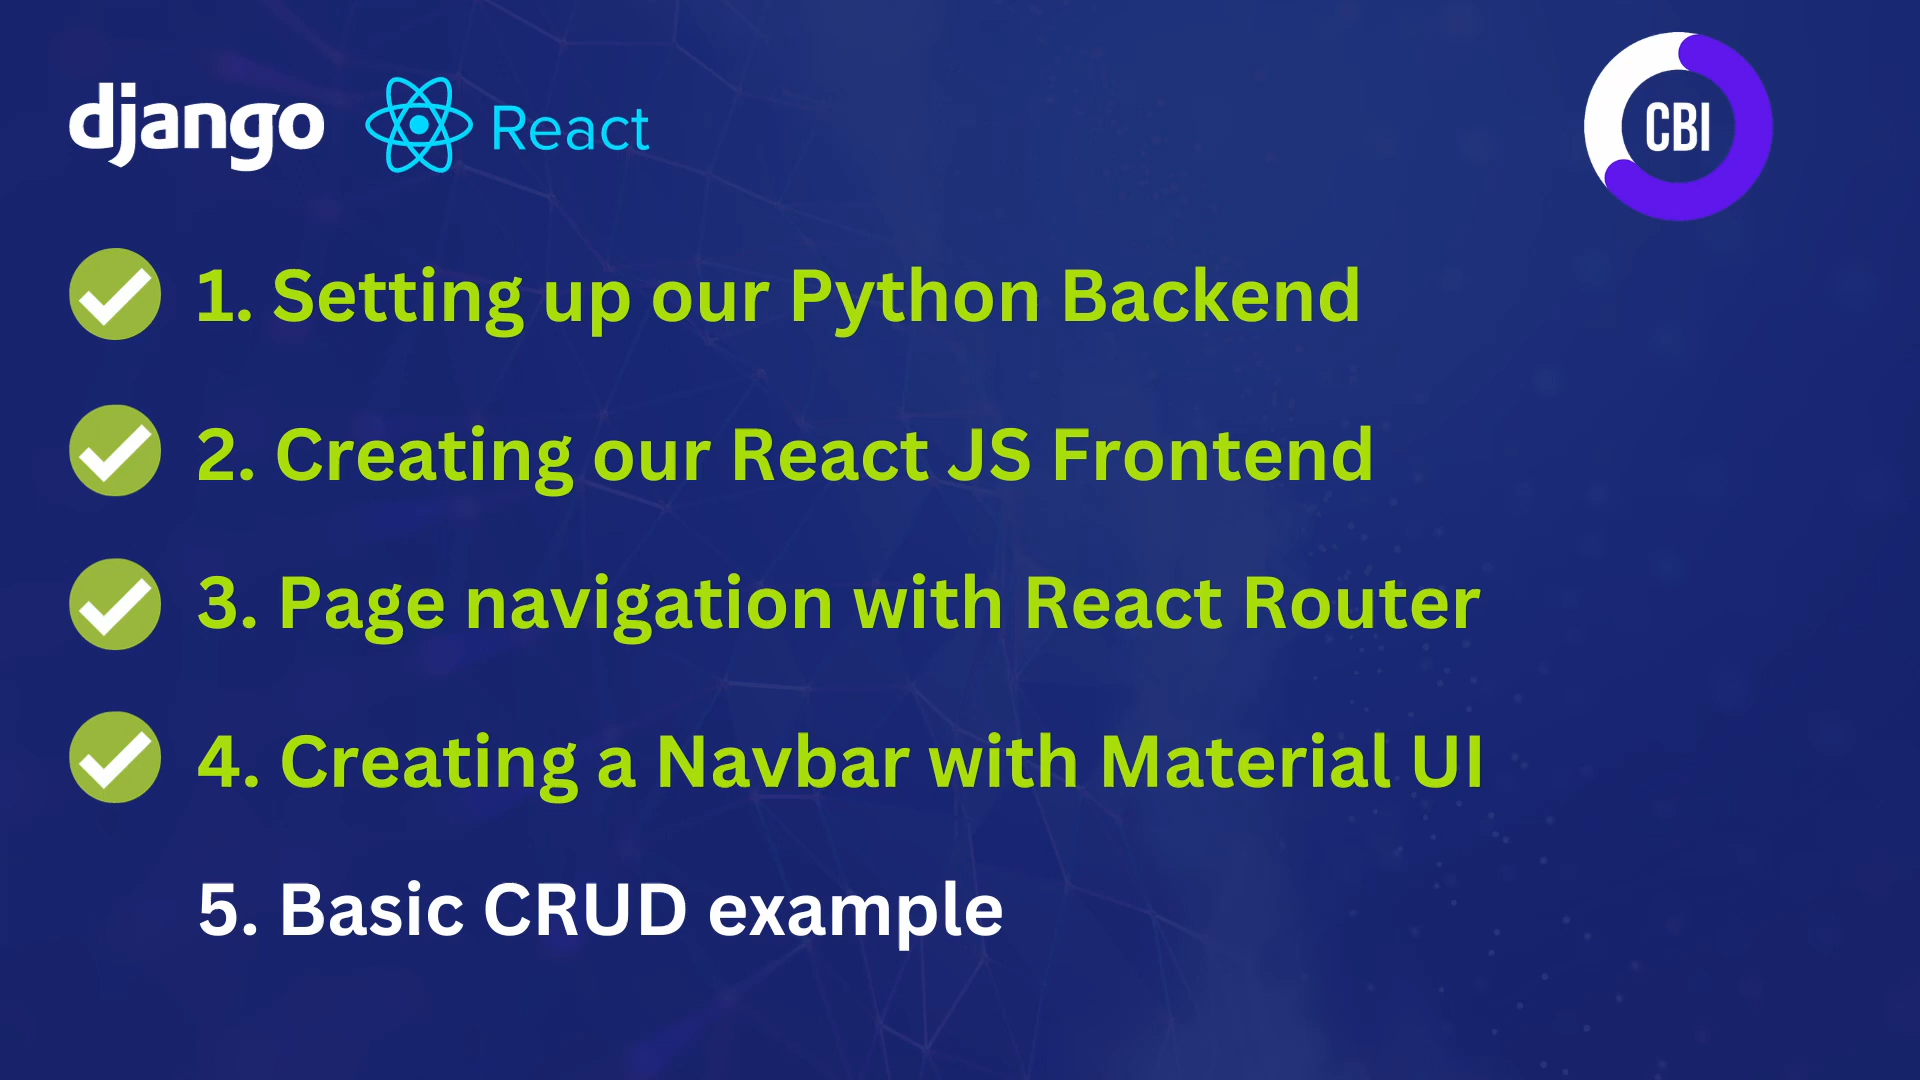 django React
CBI
1. Setting up our Python Backend
2. Creating our React JS Frontend
3. Page navigation with React Router
4. Creating a Navbar with Material UI
5. Basic CRUD example